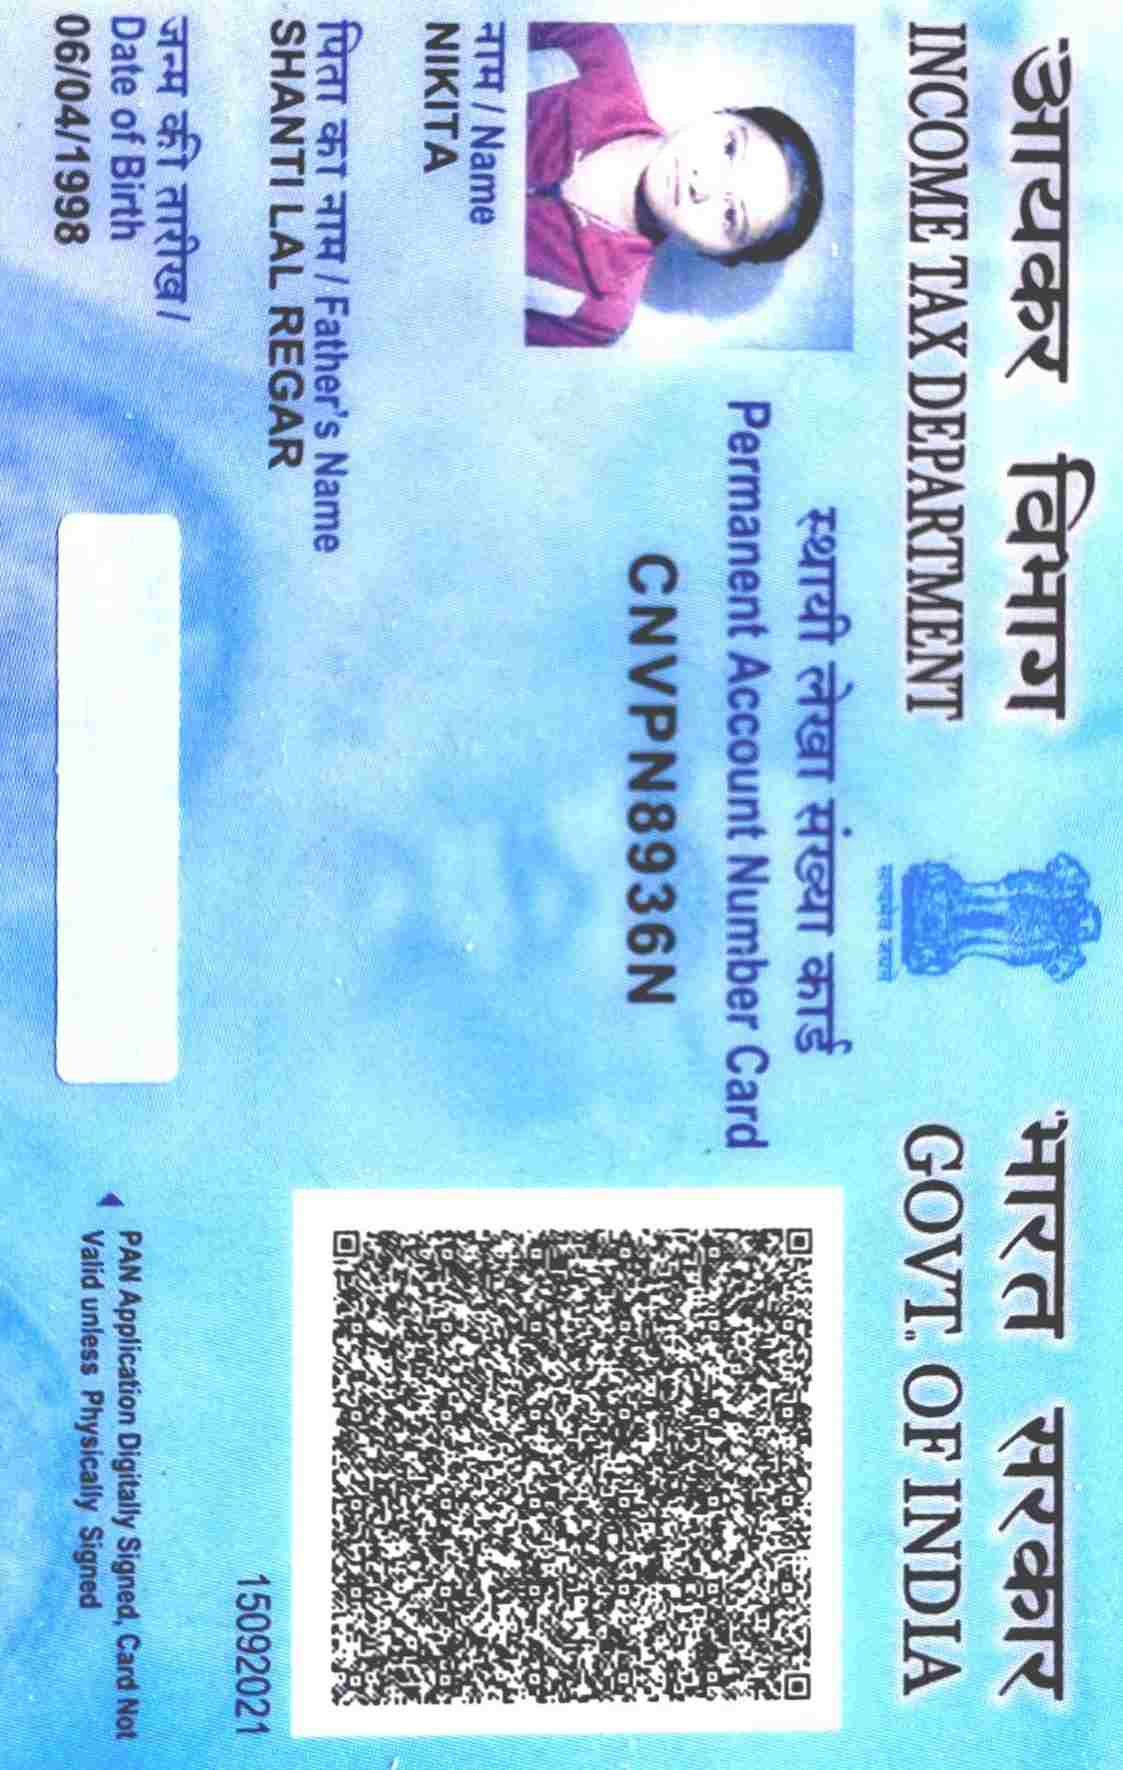 आयकर विभाग
INCOME TAX DEPARTMENT
भारत सरकार
GOVT. OF INDIA
सत्यमेव जयते
स्थायी लेखा संख्या कार्ड
Permanent Account Number Card
CNVPN8936N
नाम / Name
NIKITA
पिता का नाम / Father's Name
SHANTI LAL REGAR
जन्म की तारीख /
Date of Birth
06/04/1998
15092021
PAN Application Digitally Signed, Card Not
Valid unless Physically Signed